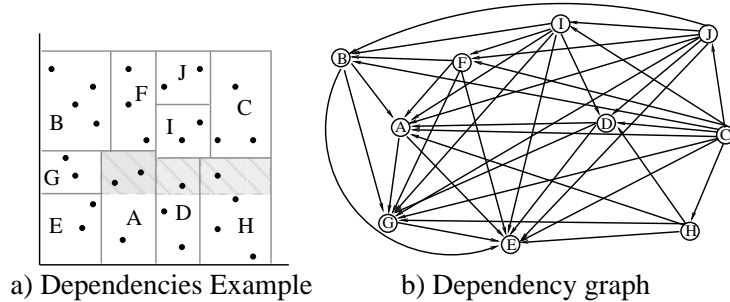 J
F
B
C
I
G
E
A
D
H
a) Dependencies Example
I
J
B
F
A
D
C
G
H
E
b) Dependency graph